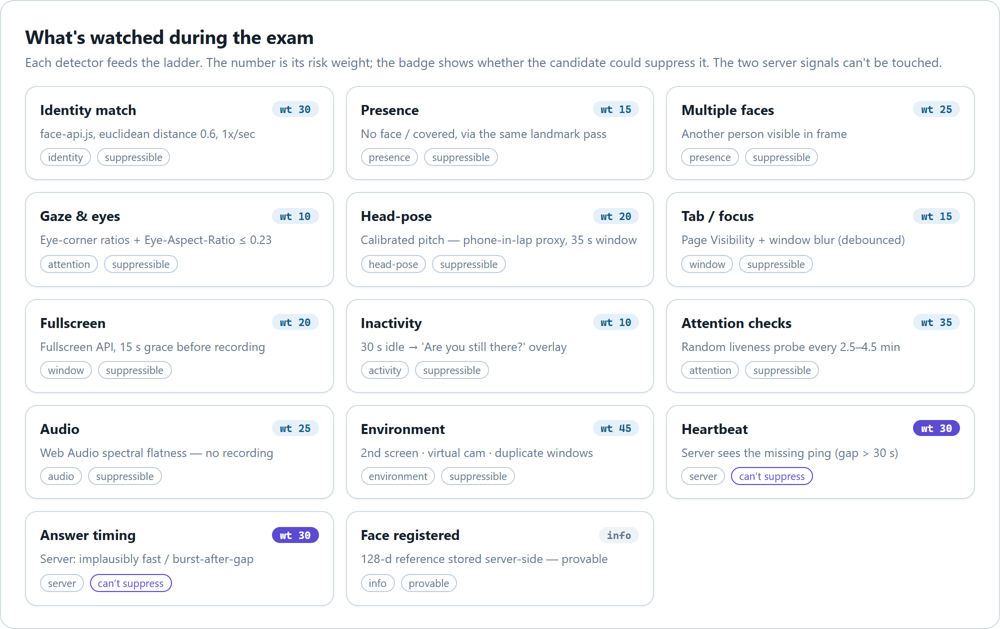 What's watched during the exam
Each detector feeds the ladder. The number is its risk weight; the badge shows whether the candidate could suppress it. The two server signals can't be touched.
Identity match
wt 30
face-api.js, euclidean distance 0.6, 1x/sec
identity
suppressible
Presence
wt 15
No face / covered, via the same landmark pass
presence
suppressible
Multiple faces
wt 25
Another person visible in frame
presence
suppressible
Gaze & eyes
wt 10
Eye-corner ratios + Eye-Aspect-Ratio ≤ 0.23
attention
suppressible
Head-pose
wt 20
Calibrated pitch — phone-in-lap proxy, 35 s window
head-pose
suppressible
Tab / focus
wt 15
Page Visibility + window blur (debounced)
window
suppressible
Fullscreen
wt 20
Fullscreen API, 15 s grace before recording
window
suppressible
Inactivity
wt 10
30 s idle → 'Are you still there?' overlay
activity
suppressible
Attention checks
wt 35
Random liveness probe every 2.5–4.5 min
attention
suppressible
Audio
wt 25
Web Audio spectral flatness — no recording
audio
suppressible
Environment
wt 45
2nd screen · virtual cam · duplicate windows
environment
suppressible
Heartbeat
wt 30
Server sees the missing ping (gap > 30 s)
server
can’t suppress
Answer timing
wt 30
Server: implausibly fast / burst-after-gap
server
can’t suppress
Face registered
info
128-d reference stored server-side — provable
info
provable